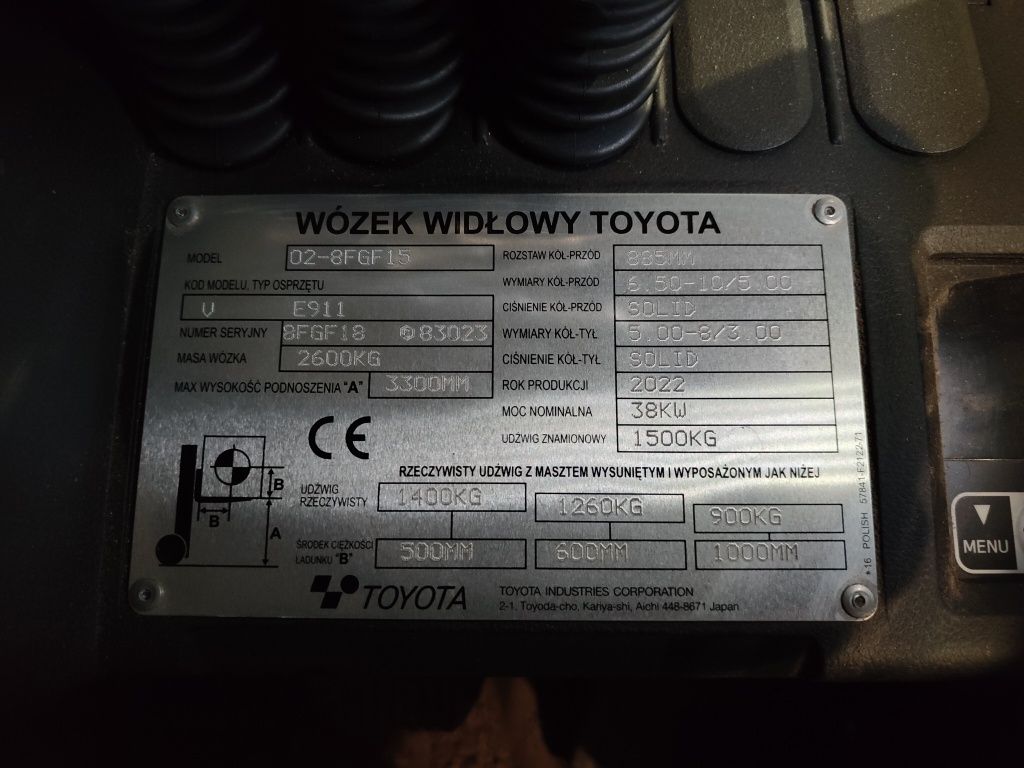 WÓZEK WIDŁOWY TOYOTA
MODEL 02-8FGF15
KOD MODELU, TYP OSPRZĘTU
V E911
NUMER SERYJNY 8FGF18 83023
MASA WÓZKA 2600KG
MAX WYSOKOŚĆ PODNOSZENIA "A" 3300MM
ROZSTAW KÓŁ-PRZÓD 885MM
WYMIARY KÓŁ-PRZÓD 6.50-10/5.00
CIŚNIENIE KÓŁ-PRZÓD SOLID
WYMIARY KÓŁ-TYŁ 5.00-8/3.00
CIŚNIENIE KÓŁ-TYŁ SOLID
ROK PRODUKCJI 2022
MOC NOMINALNA 38KW
UDŹWIG ZNAMIONOWY 1500KG
CE
RZECZYWISTY UDŹWIG Z MASZTEM WYSUNIĘTYM I WYPOSAŻONYM JAK NIŻEJ
B
B
A
UDŹWIG
RZECZYWISTY
1400KG 1260KG 900KG
ŚRODEK CIĘŻKOŚCI
ŁADUNKU "B"
500MM 600MM 1000MM
TOYOTA
TOYOTA INDUSTRIES CORPORATION
2-1, Toyoda-cho, Kariya-shi, Aichi 448-8671 Japan
*16 POLISH 57841-F2122-71
MENU